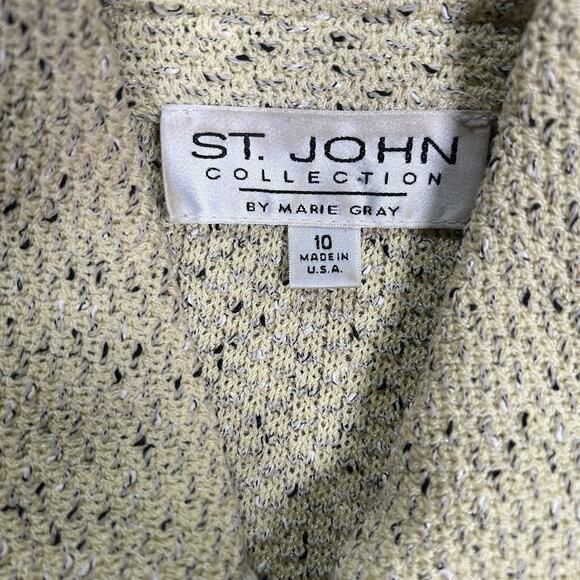 ST. JOHN
COLLECTION
BY MARIE GRAY
10
MADE IN
U.S.A.